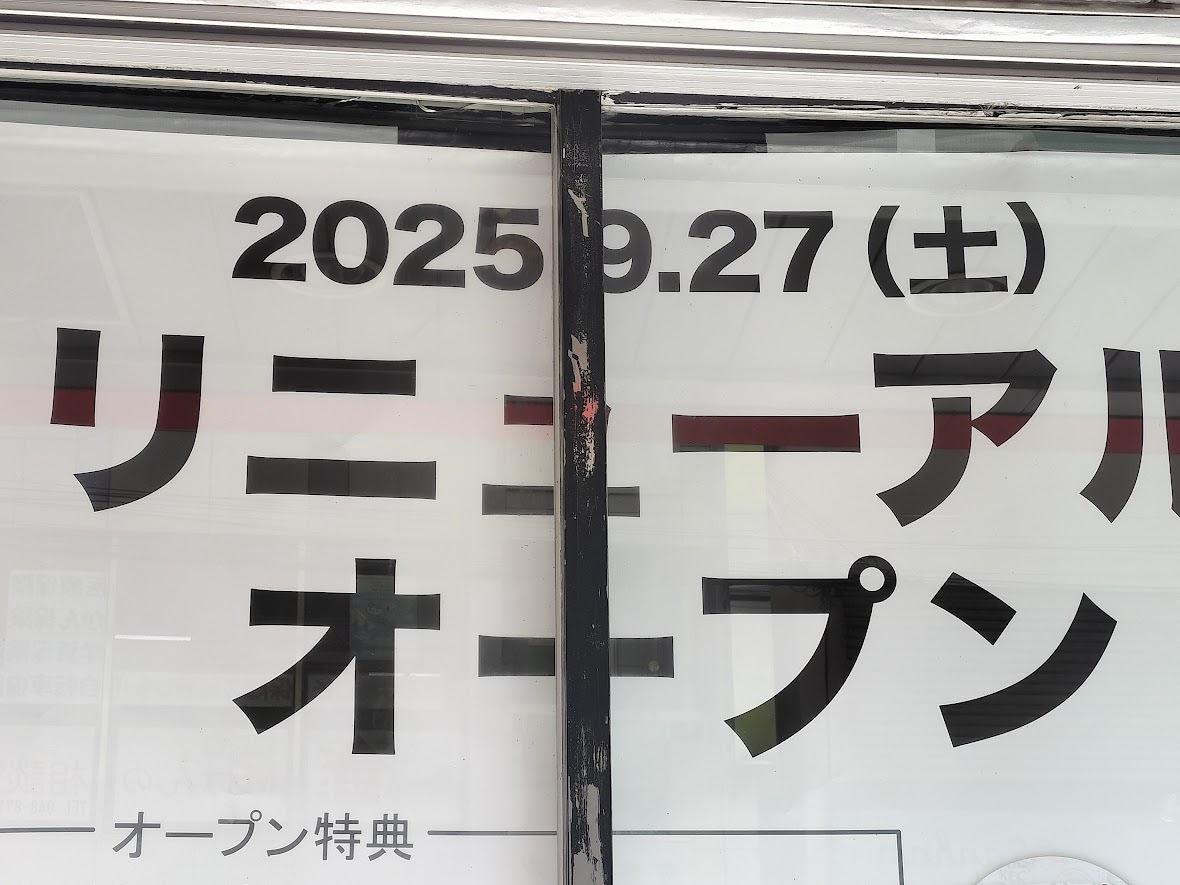 2025.9.27（土）
リニューアル
オープン
オープン特典
KFC